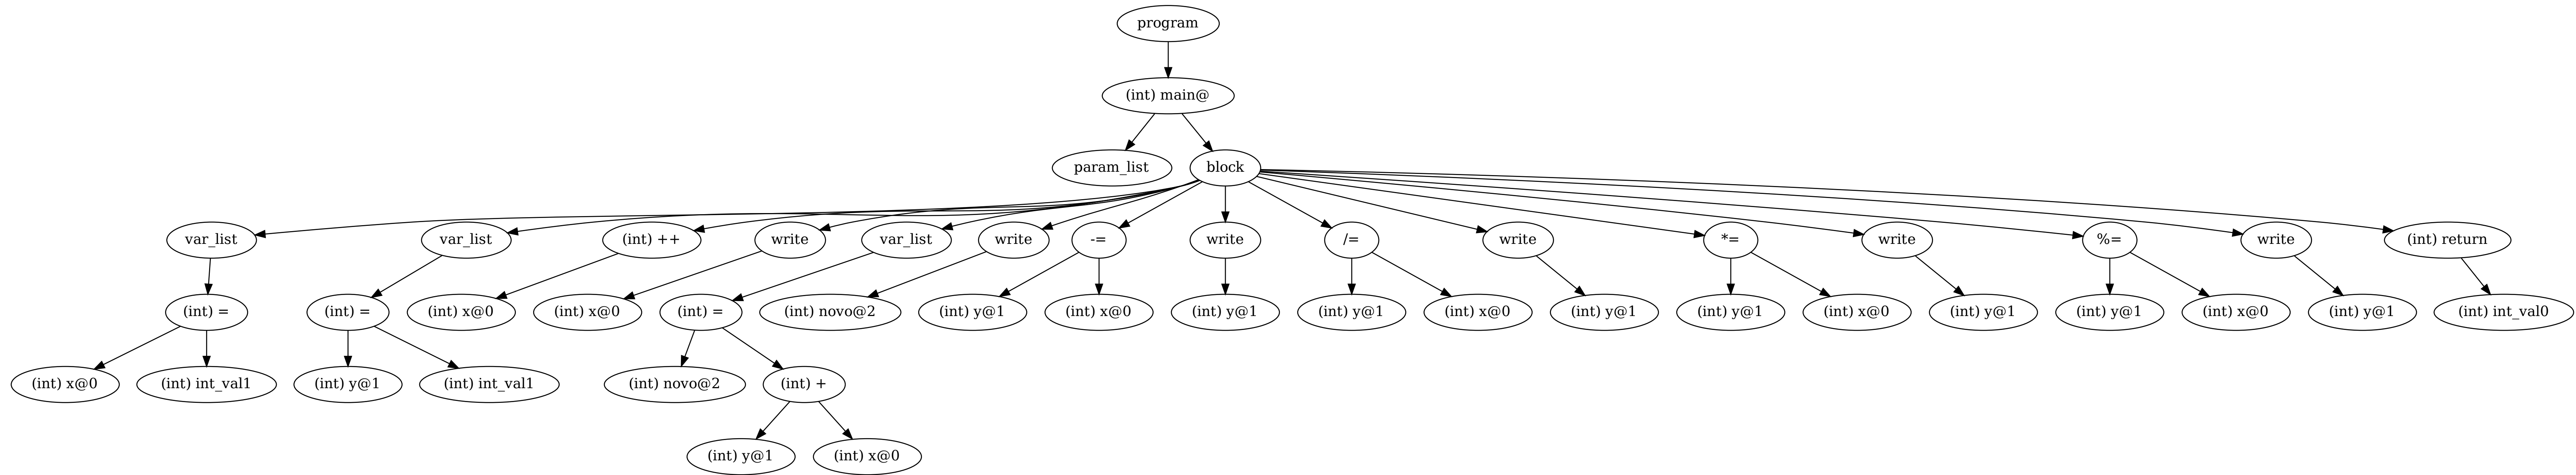 program
(int) main@
param_list
block
var_list
var_list
(int) ++
write
var_list
write
-=
write
/=
write
*=
write
%=
write
(int) return
(int) =
(int) =
(int) x@0
(int) x@0
(int) =
(int) novo@2
(int) y@1
(int) x@0
(int) y@1
(int) y@1
(int) x@0
(int) y@1
(int) y@1
(int) x@0
(int) y@1
(int) y@1
(int) x@0
(int) y@1
(int) int_val0
(int) x@0
(int) int_val1
(int) y@1
(int) int_val1
(int) novo@2
(int) +
(int) y@1
(int) x@0